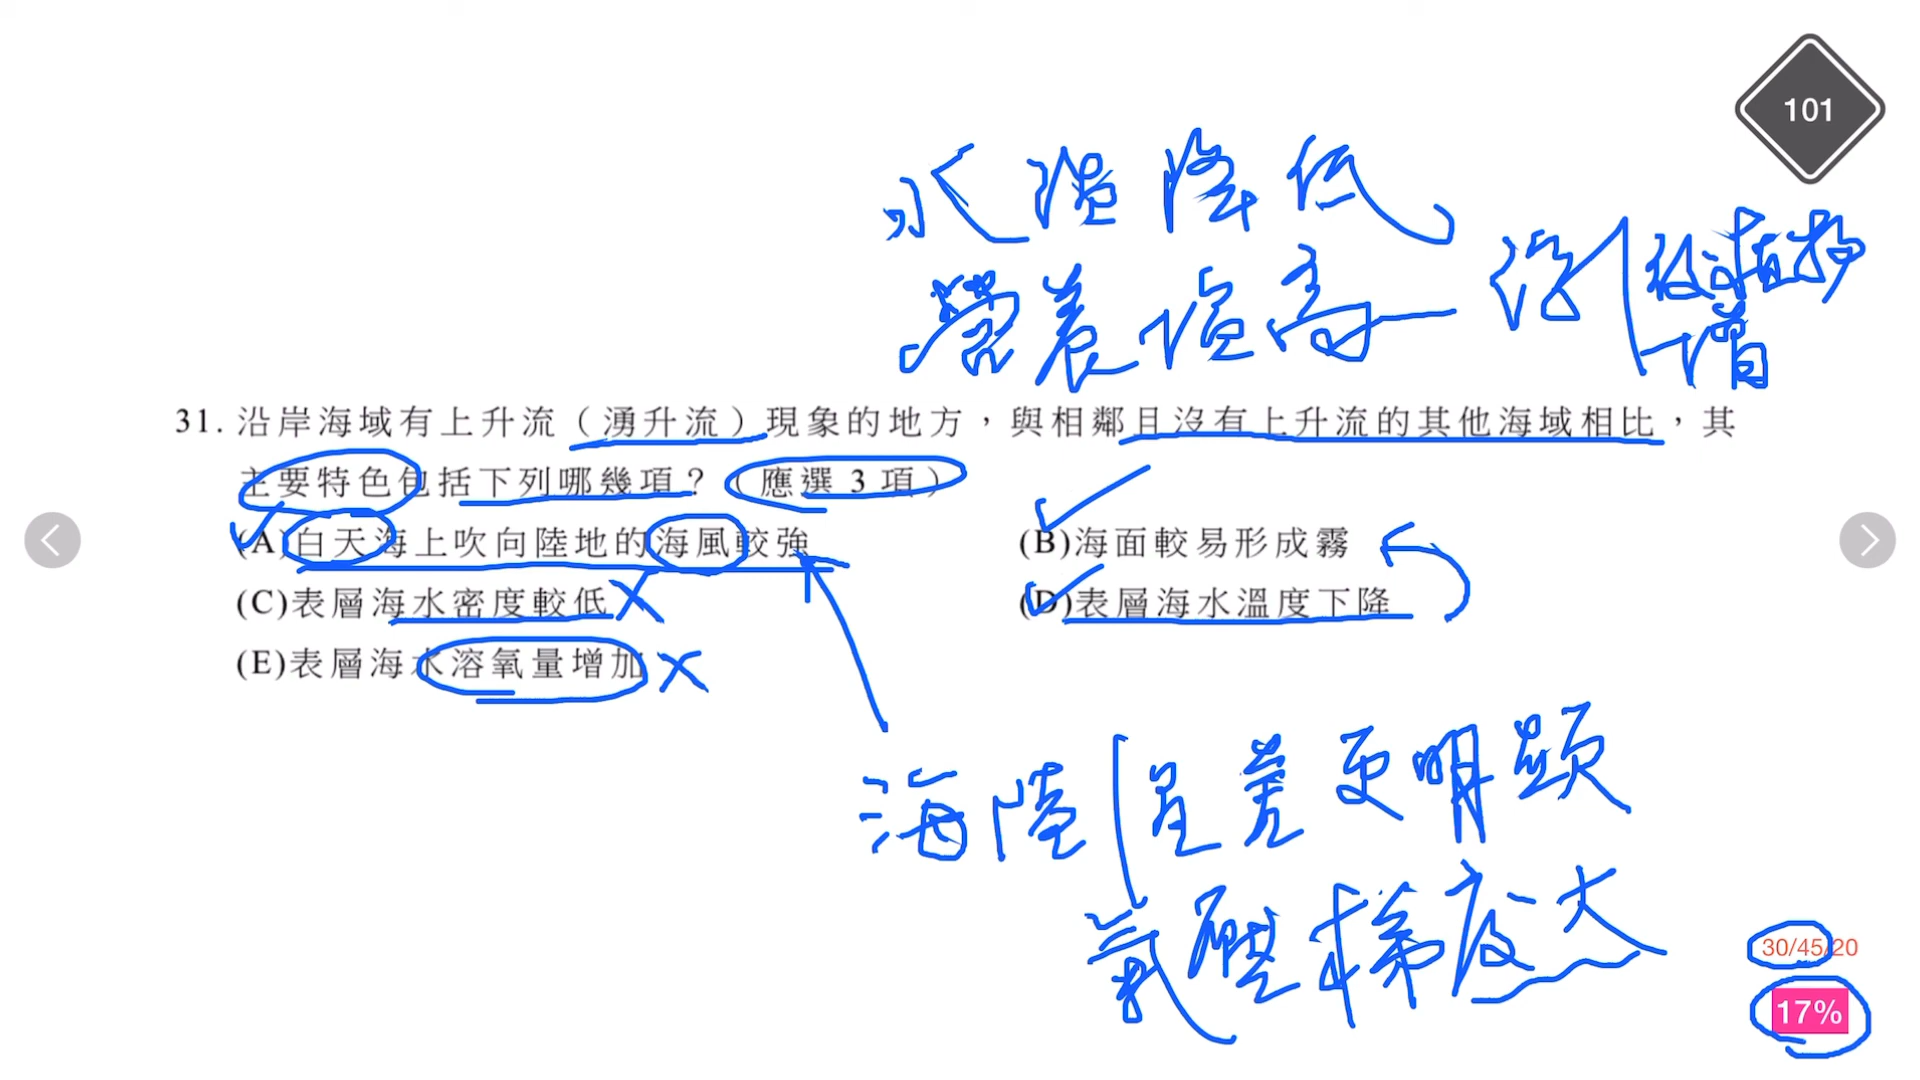 101
水溫降低
營養鹽高 浮 植物
增
31. 沿岸海域有上升流（湧升流）現象的地方，與相鄰且沒有上升流的其他海域相比，其
主要特色包括下列哪幾項？（應選 3 項）
(A)白天海上吹向陸地的海風較強
(B)海面較易形成霧
(C)表層海水密度較低
(D)表層海水溫度下降
(E)表層海水溶氧量增加
海陸 差更明顯
氣壓梯度大
30/45/20
17%